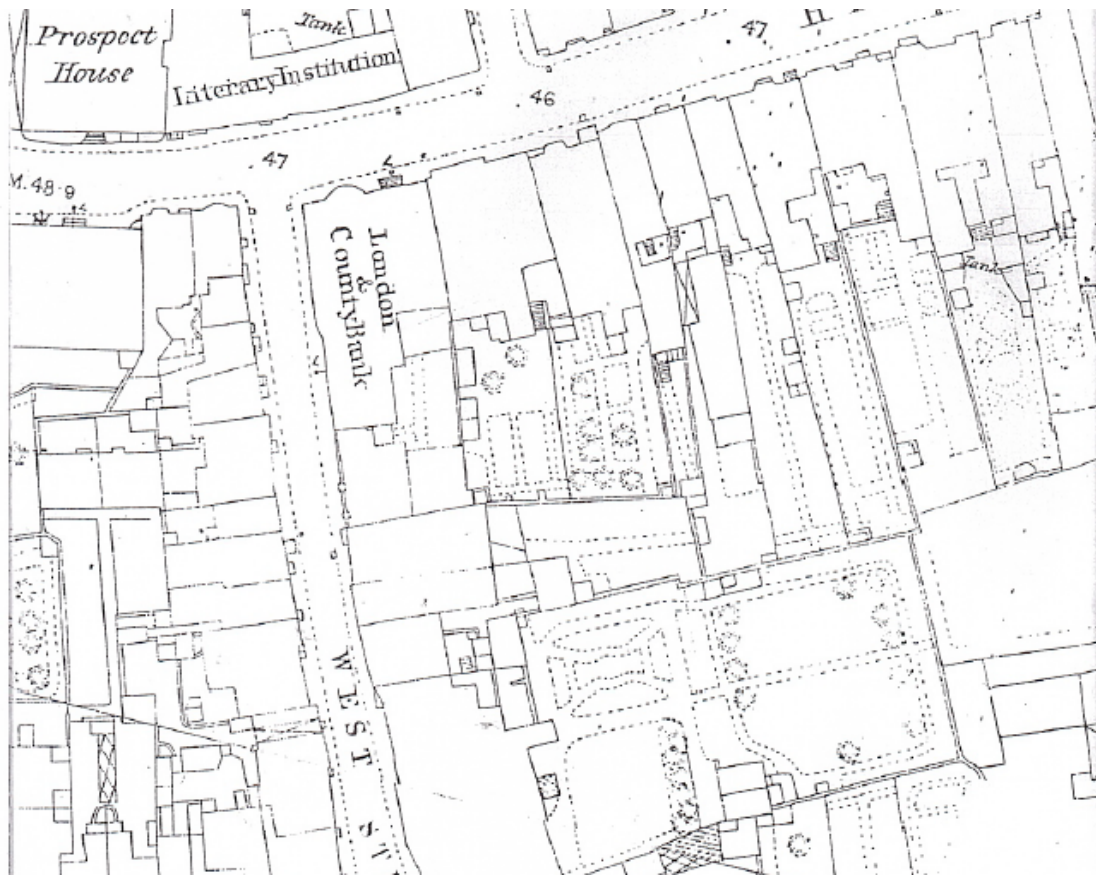 Prospect
House
Tank
Literary Institution
47
H
46
47
M. 48·9
London
&
County Bank
Tank
WEST ST